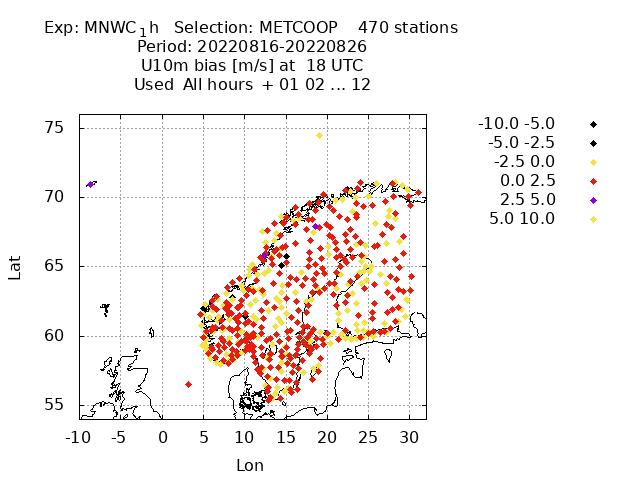 Exp: MNWC1h   Selection: METCOOP    470 stations
Period: 20220816-20220826
U10m bias [m/s] at  18 UTC
Used  All hours  + 01 02 ... 12
-10.0 -5.0
-5.0 -2.5
-2.5 0.0
0.0 2.5
2.5 5.0
5.0 10.0
75
70
65
60
55
Lat
-10 -5 0 5 10 15 20 25 30
Lon